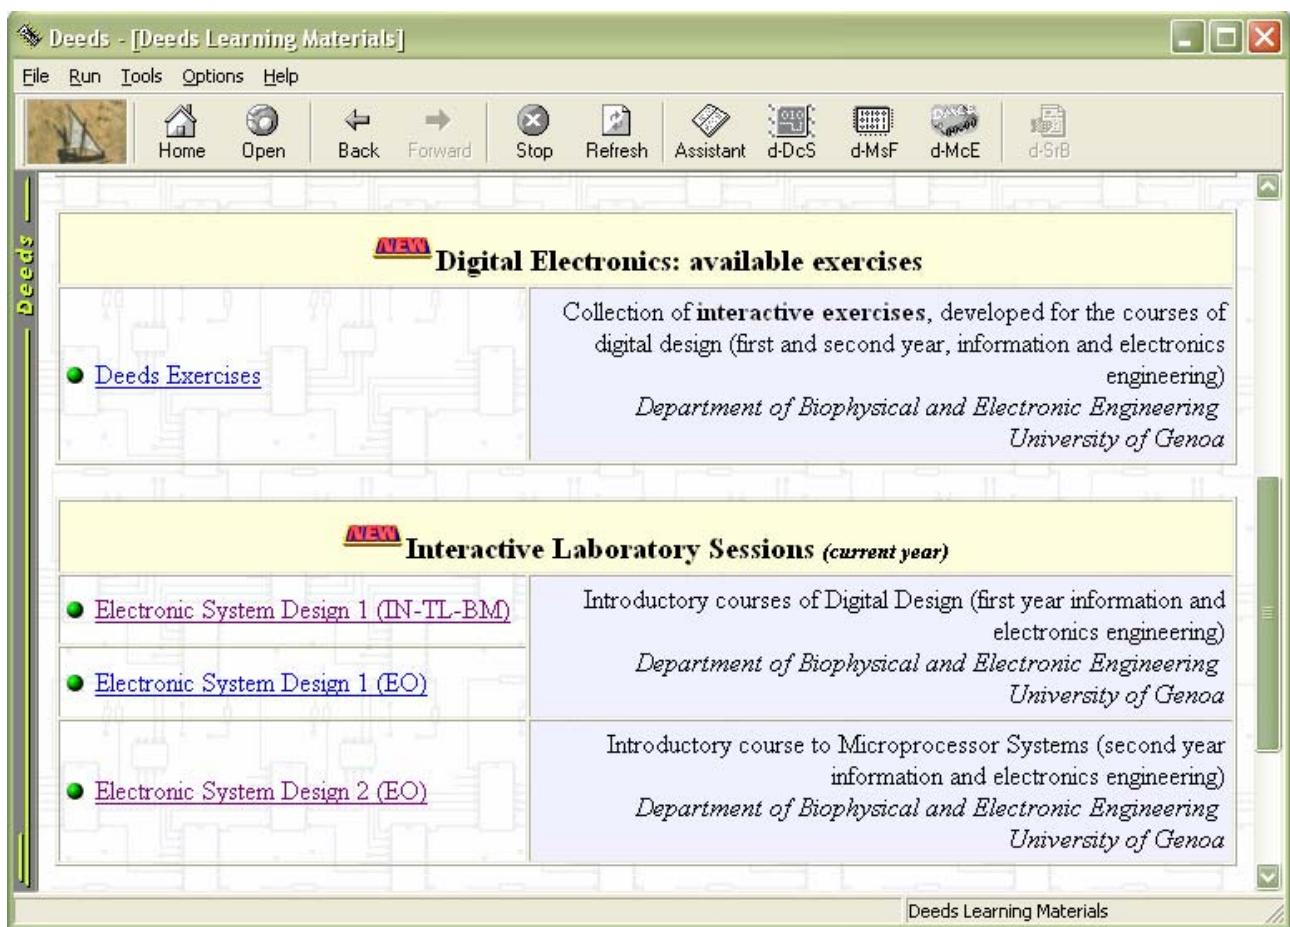 Deeds - [Deeds Learning Materials]
File Run Tools Options Help
Home Open Back Forward Stop Refresh Assistant d-DcS d-MsF d-McE d-SrB
Deeds
NEW Digital Electronics: available exercises
Deeds Exercises
Collection of interactive exercises, developed for the courses of
digital design (first and second year, information and electronics
engineering)
Department of Biophysical and Electronic Engineering
University of Genoa
NEW Interactive Laboratory Sessions (current year)
Electronic System Design 1 (IN-TL-BM)
Electronic System Design 1 (EO)
Introductory courses of Digital Design (first year information and
electronics engineering)
Department of Biophysical and Electronic Engineering
University of Genoa
Electronic System Design 2 (EO)
Introductory course to Microprocessor Systems (second year
information and electronics engineering)
Department of Biophysical and Electronic Engineering
University of Genoa
Deeds Learning Materials